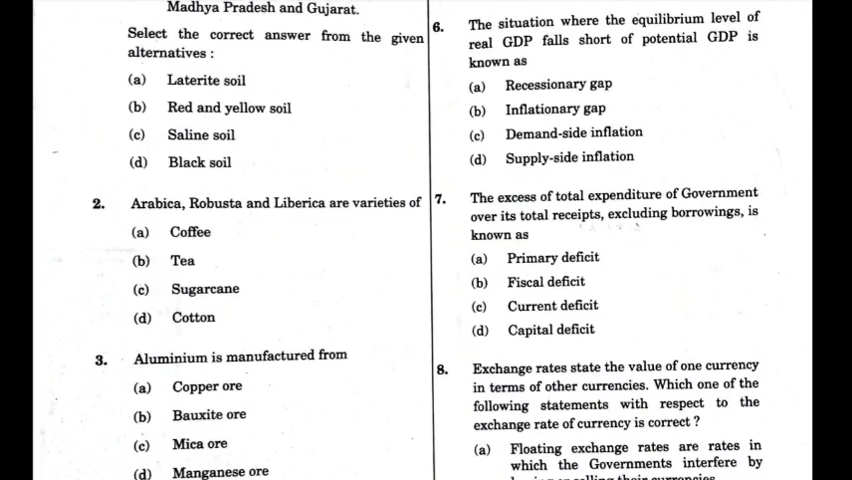 Madhya Pradesh and Gujarat.
Select the correct answer from the given
alternatives :
(a) Laterite soil
(b) Red and yellow soil
(c) Saline soil
(d) Black soil
2. Arabica, Robusta and Liberica are varieties of
(a) Coffee
(b) Tea
(c) Sugarcane
(d) Cotton
3. Aluminium is manufactured from
(a) Copper ore
(b) Bauxite ore
(c) Mica ore
(d) Manganese ore
6. The situation where the equilibrium level of
real GDP falls short of potential GDP is
known as
(a) Recessionary gap
(b) Inflationary gap
(c) Demand-side inflation
(d) Supply-side inflation
7. The excess of total expenditure of Government
over its total receipts, excluding borrowings, is
known as
(a) Primary deficit
(b) Fiscal deficit
(c) Current deficit
(d) Capital deficit
8. Exchange rates state the value of one currency
in terms of other currencies. Which one of the
following statements with respect to the
exchange rate of currency is correct ?
(a) Floating exchange rates are rates in
which the Governments interfere by